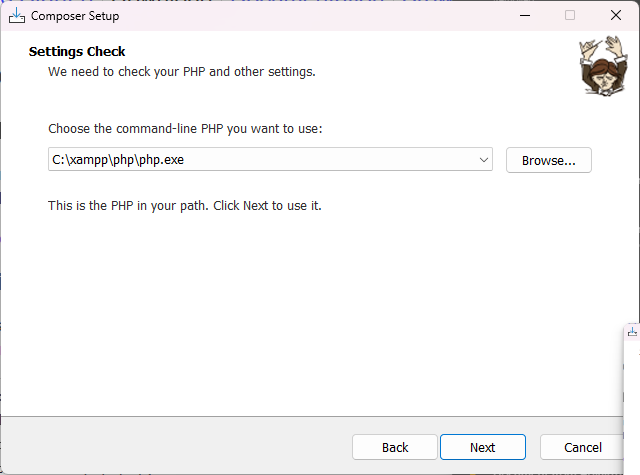 Composer Setup
Settings Check
We need to check your PHP and other settings.
Choose the command-line PHP you want to use:
C:\xampp\php\php.exe
Browse...
This is the PHP in your path. Click Next to use it.
Back
Next
Cancel